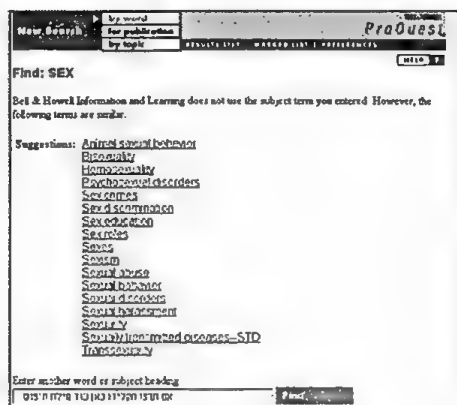 New Search
by word
for publication
by topic
ProQuest
RESULTS LIST MARKED LIST PREFERENCES
HELP ?
Find: SEX
Bell & Howell Information and Learning does not use the subject term you entered. However, the
following terms are similar.
Suggestions: Animal sexual behavior
Bisexuality
Homosexuality
Psychosexual disorders
Sex crimes
Sex discrimination
Sex education
Sex roles
Sexes
Sexism
Sexual abuse
Sexual behavior
Sexual disorders
Sexual harassment
Sexuality
Sexually transmitted diseases--STD
Transsexuality
Enter another word or subject heading
Find